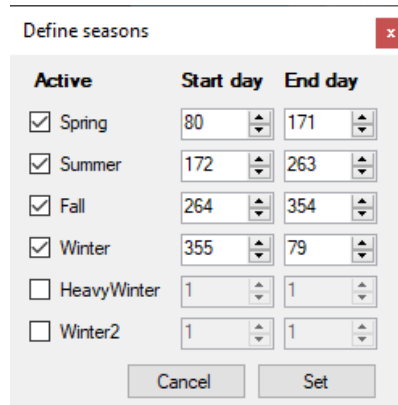 Define seasons
x
Active Start day End day
Spring 80 171
Summer 172 263
Fall 264 354
Winter 355 79
HeavyWinter 1 1
Winter2 1 1
Cancel Set